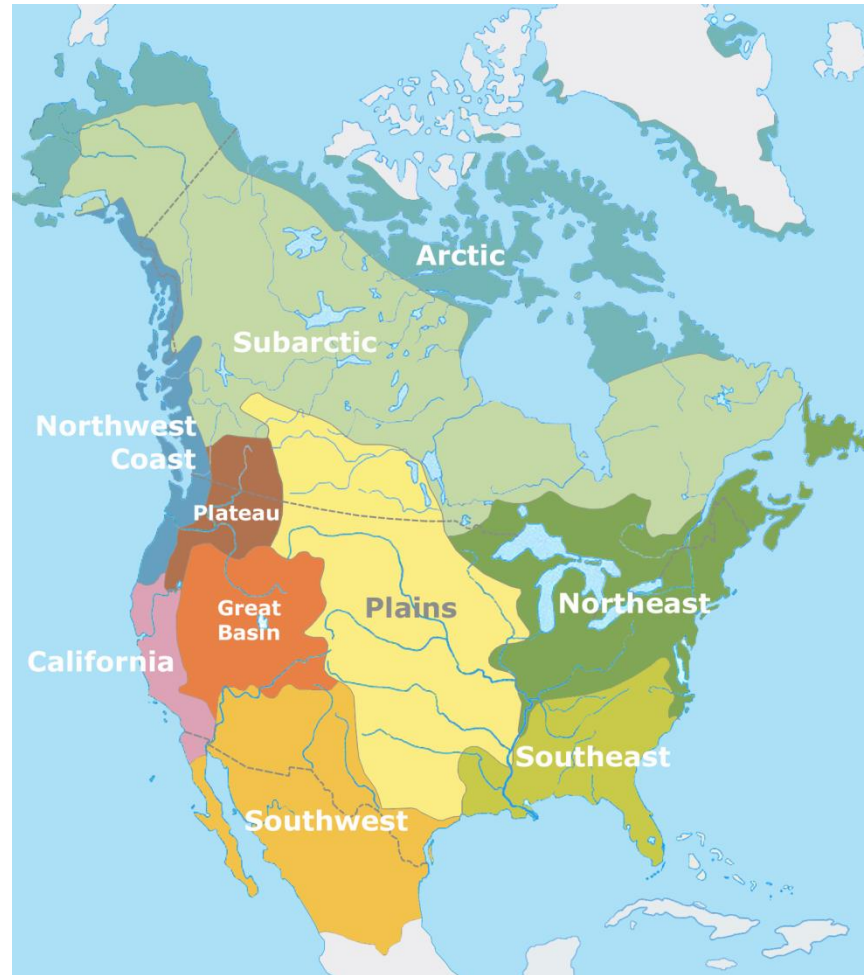 Arctic
Subarctic
Northwest
Coast
Plateau
Great
Basin
Plains
Northeast
California
Southeast
Southwest